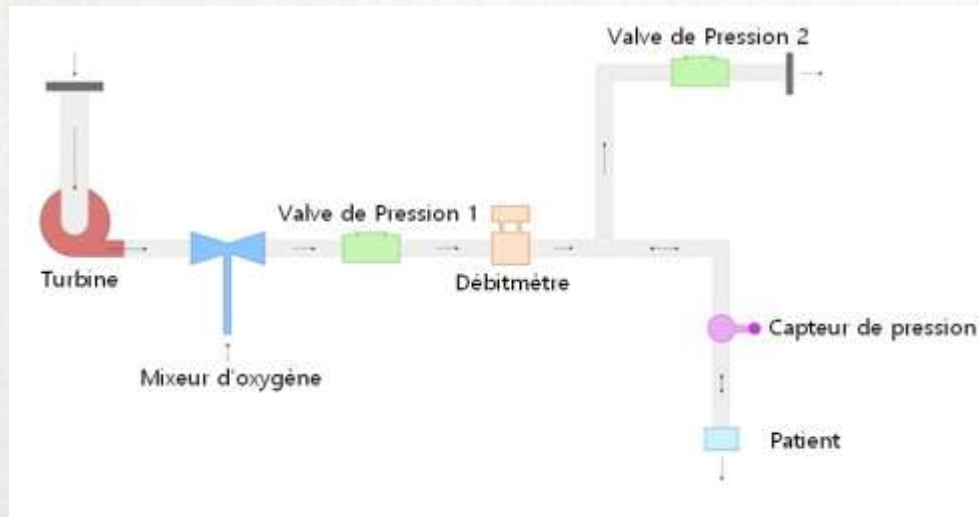 Valve de Pression 2
Valve de Pression 1
Turbine
Débitmètre
Capteur de pression
Mixeur d'oxygène
Patient